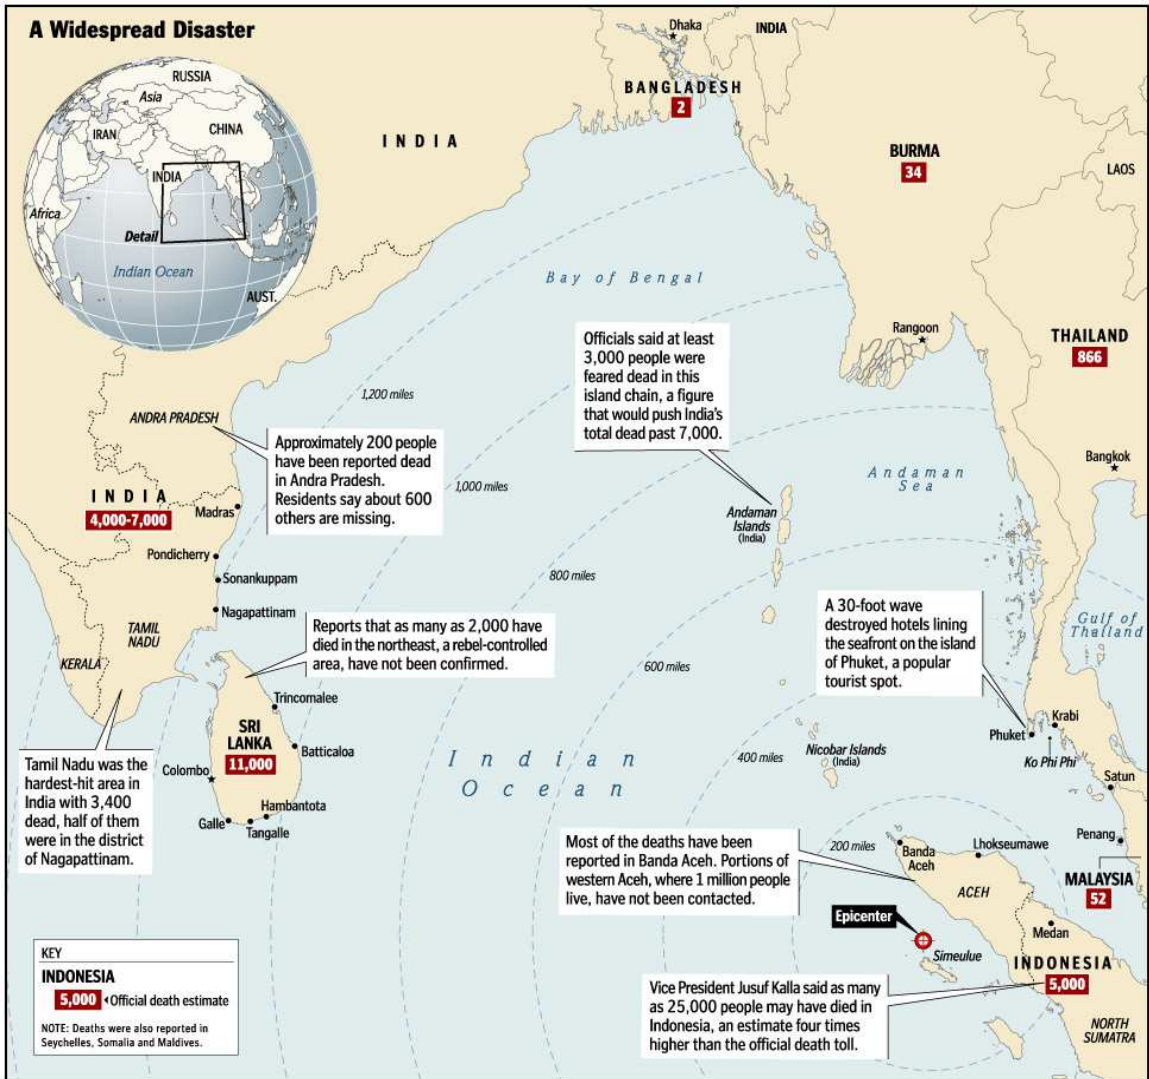 A Widespread Disaster
RUSSIA
Asia
IRAN
CHINA
INDIA
Africa
Detail
Indian Ocean
AUST.
Dhaka
INDIA
BANGLADESH
2
INDIA
BURMA
34
LAOS
Bay of Bengal
Rangoon
THAILAND
866
Officials said at least
3,000 people were
feared dead in this
island chain, a figure
that would push India's
total dead past 7,000.
1,200 miles
ANDRA PRADESH
Approximately 200 people
have been reported dead
in Andra Pradesh.
Residents say about 600
others are missing.
Bangkok
Andaman
Sea
1,000 miles
INDIA
4,000-7,000
Madras
Andaman
Islands
(India)
Pondicherry
Sonankuppam
800 miles
Nagapattinam
A 30-foot wave
destroyed hotels lining
the seafront on the island
of Phuket, a popular
tourist spot.
Gulf of
Thailand
Reports that as many as 2,000 have
died in the northeast, a rebel-controlled
area, have not been confirmed.
TAMIL
NADU
KERALA
600 miles
Trincomalee
SRI
LANKA
11,000
Batticaloa
Colombo
Hambantota
Galle
Tangalle
Krabi
Phuket
Ko Phi Phi
Nicobar Islands
(India)
400 miles
Indian
Ocean
Satun
Tamil Nadu was the
hardest-hit area in
India with 3,400
dead, half of them
were in the district
of Nagapattinam.
Most of the deaths have been
reported in Banda Aceh. Portions of
western Aceh, where 1 million people
live, have not been contacted.
200 miles
Banda
Aceh
Lhokseumawe
Penang
MALAYSIA
52
ACEH
Epicenter
Medan
Simeulue
INDONESIA
5,000
Vice President Jusuf Kalla said as many
as 25,000 people may have died in
Indonesia, an estimate four times
higher than the official death toll.
NORTH
SUMATRA
KEY
INDONESIA
5,000 Official death estimate
NOTE: Deaths were also reported in
Seychelles, Somalia and Maldives.